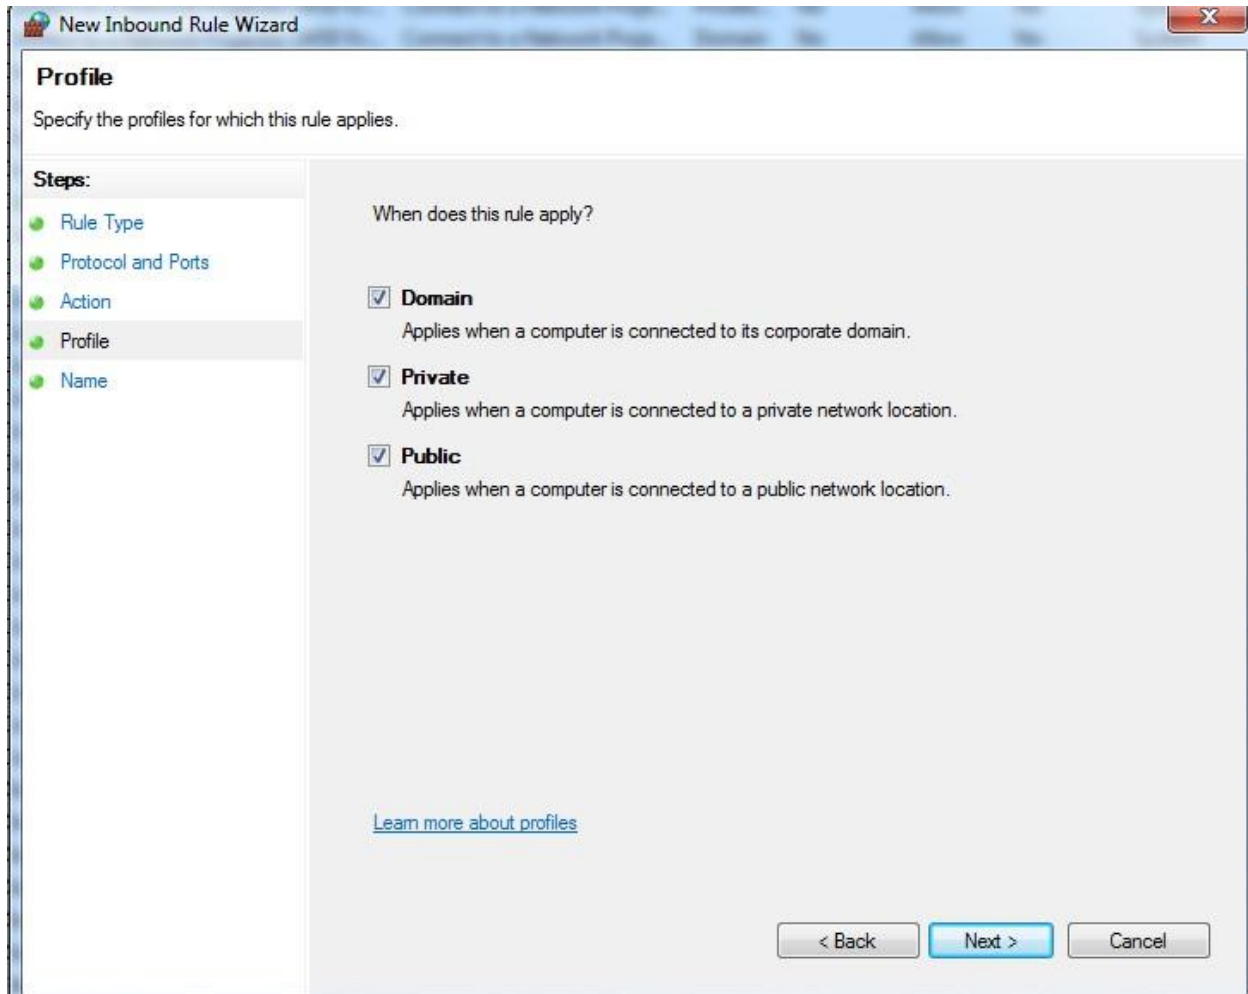 New Inbound Rule Wizard
Profile
Specify the profiles for which this rule applies.
Steps:
Rule Type
Protocol and Ports
Action
Profile
Name
When does this rule apply?
Domain
Applies when a computer is connected to its corporate domain.
Private
Applies when a computer is connected to a private network location.
Public
Applies when a computer is connected to a public network location.
Learn more about profiles
< Back
Next >
Cancel